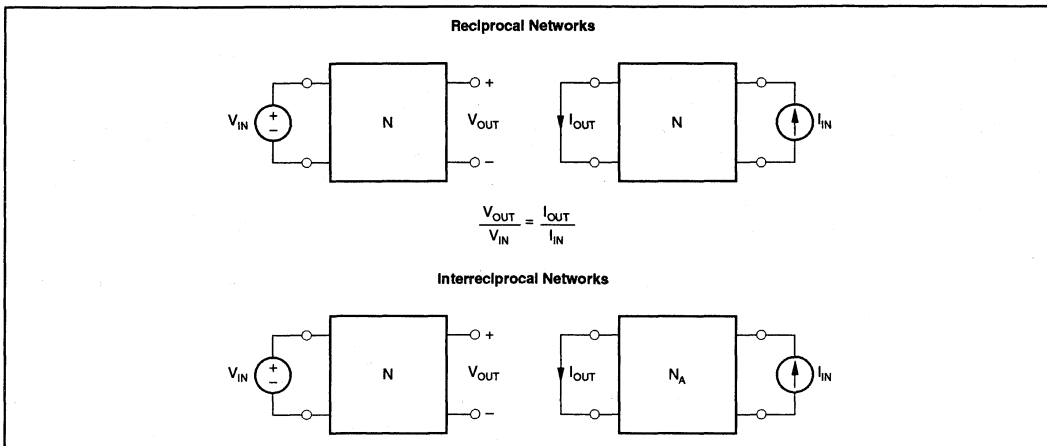 Reciprocal Networks
V_IN + − N + V_OUT − I_OUT N I_IN
V_OUT / V_IN = I_OUT / I_IN
Interreciprocal Networks
V_IN + − N + V_OUT − I_OUT N_A I_IN